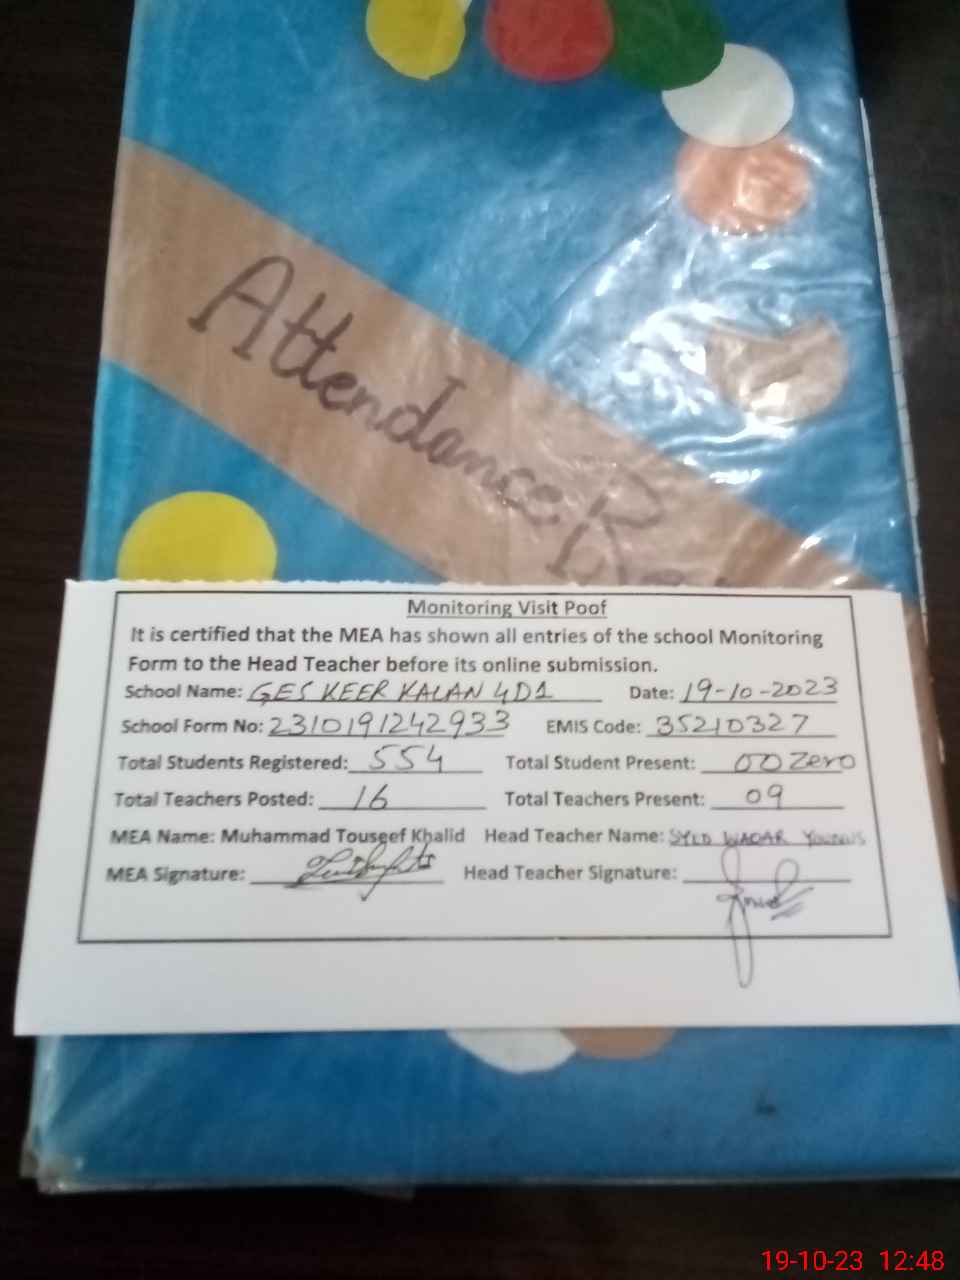 Attendance
Monitoring Visit Poof
It is certified that the MEA has shown all entries of the school Monitoring
Form to the Head Teacher before its online submission.
School Name: GES KEER KALAN 4D1 Date: 19-10-2023
School Form No: 2310191242933 EMIS Code: 35210327
Total Students Registered: 554 Total Student Present: 00 Zero
Total Teachers Posted: 16 Total Teachers Present: 09
MEA Name: Muhammad Touseef Khalid Head Teacher Name: SYED WAQAR YOUNUS
MEA Signature: Head Teacher Signature:
19-10-23 12:48